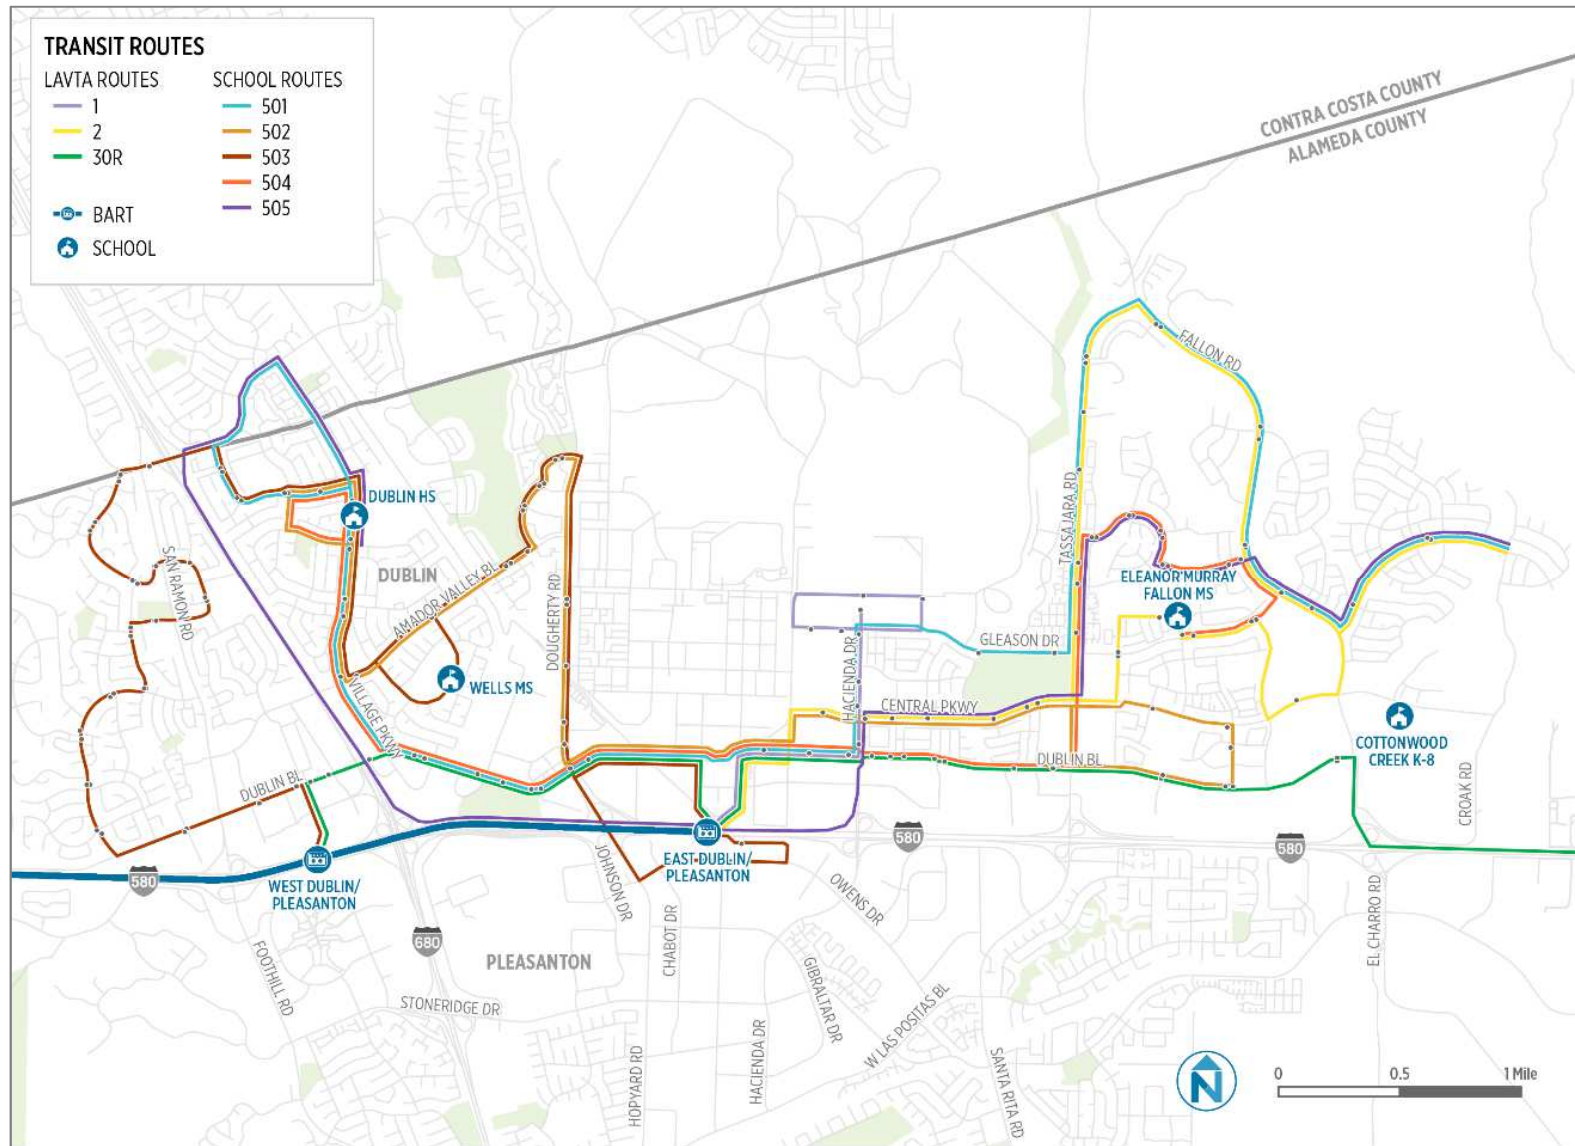 TRANSIT ROUTES
LAVTA ROUTES
1
2
30R
BART
SCHOOL
SCHOOL ROUTES
501
502
503
504
505
CONTRA COSTA COUNTY
ALAMEDA COUNTY
FALLON RD
DUBLIN HS
SAN RAMON RD
DUBLIN
AMADOR VALLEY BL
DOUGHERTY RD
TASSAJARA RD
ELEANOR MURRAY
FALLON MS
GLEASON DR
HACIENDA DR
WELLS MS
VILLAGE PKWY
CENTRAL PKWY
COTTONWOOD
CREEK K-8
DUBLIN BL
DUBLIN BL
CROAK RD
580
580
580
EAST DUBLIN/
PLEASANTON
WEST DUBLIN/
PLEASANTON
JOHNSON DR
OWENS DR
CHABOT DR
680
EL CHARRO RD
FOOTHILL RD
PLEASANTON
GIBRALTAR DR
STONERIDGE DR
W LAS POSITAS BL
HOPYARD RD
HACIENDA DR
SANTA RITA RD
N
0
0.5
1 Mile